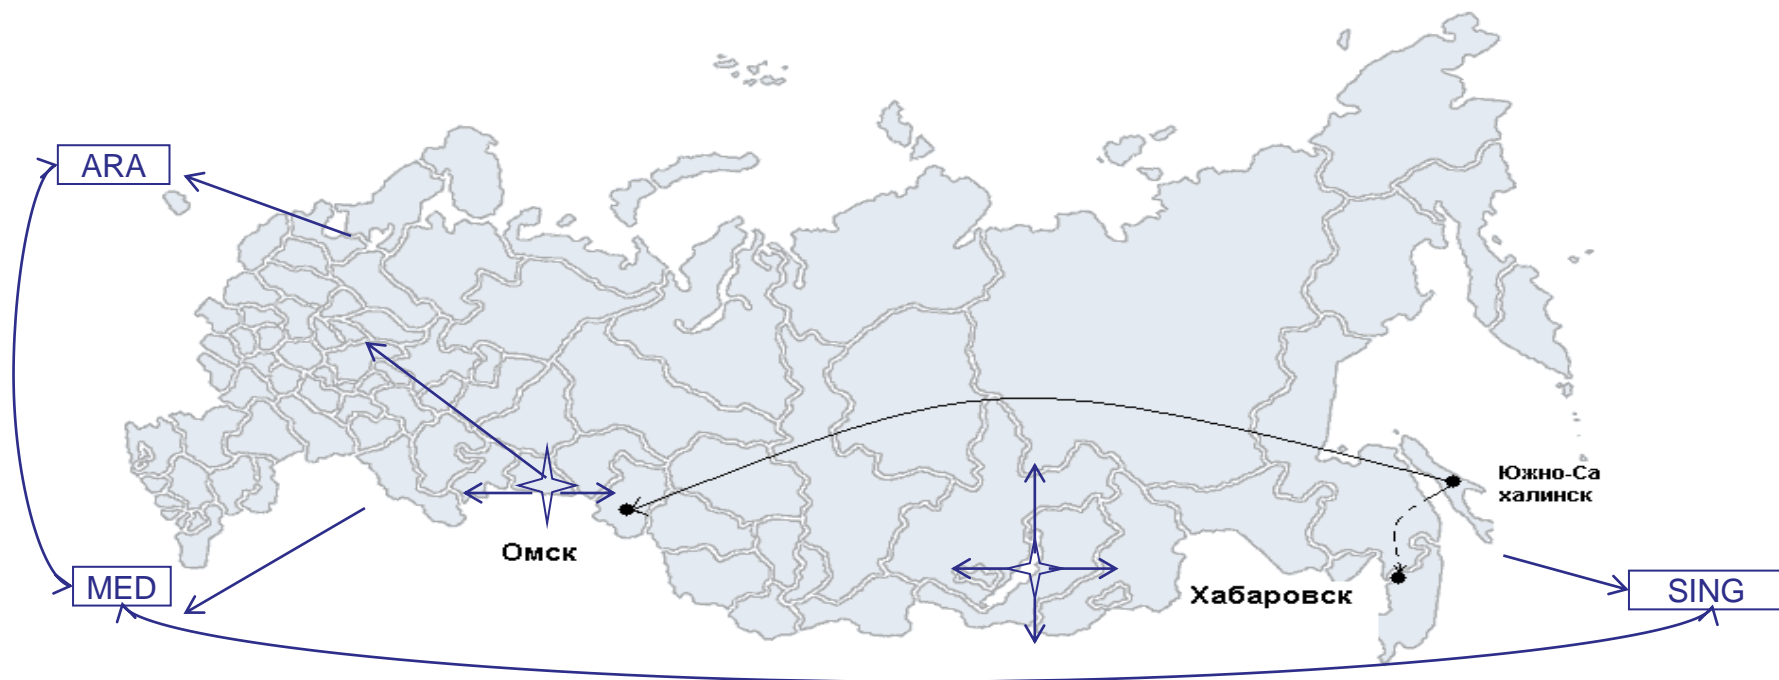 ARA
Южно-Са
халинск
Омск
MED
Хабаровск
SING